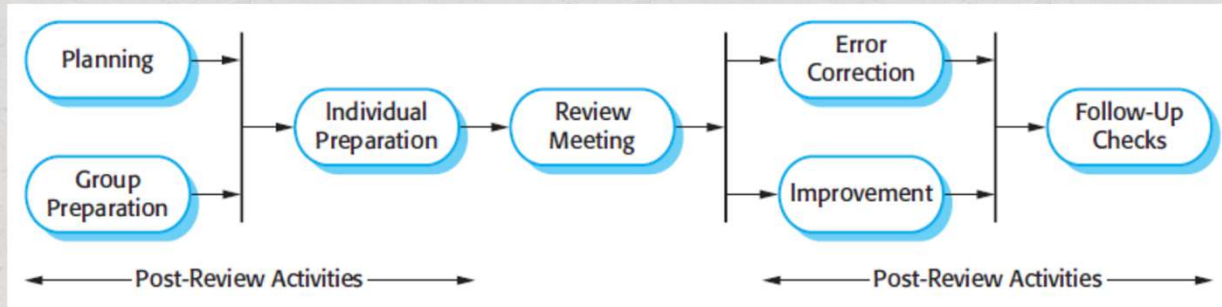 Planning
Group
Preparation
Individual
Preparation
Review
Meeting
Error
Correction
Improvement
Follow-Up
Checks
Post-Review Activities
Post-Review Activities